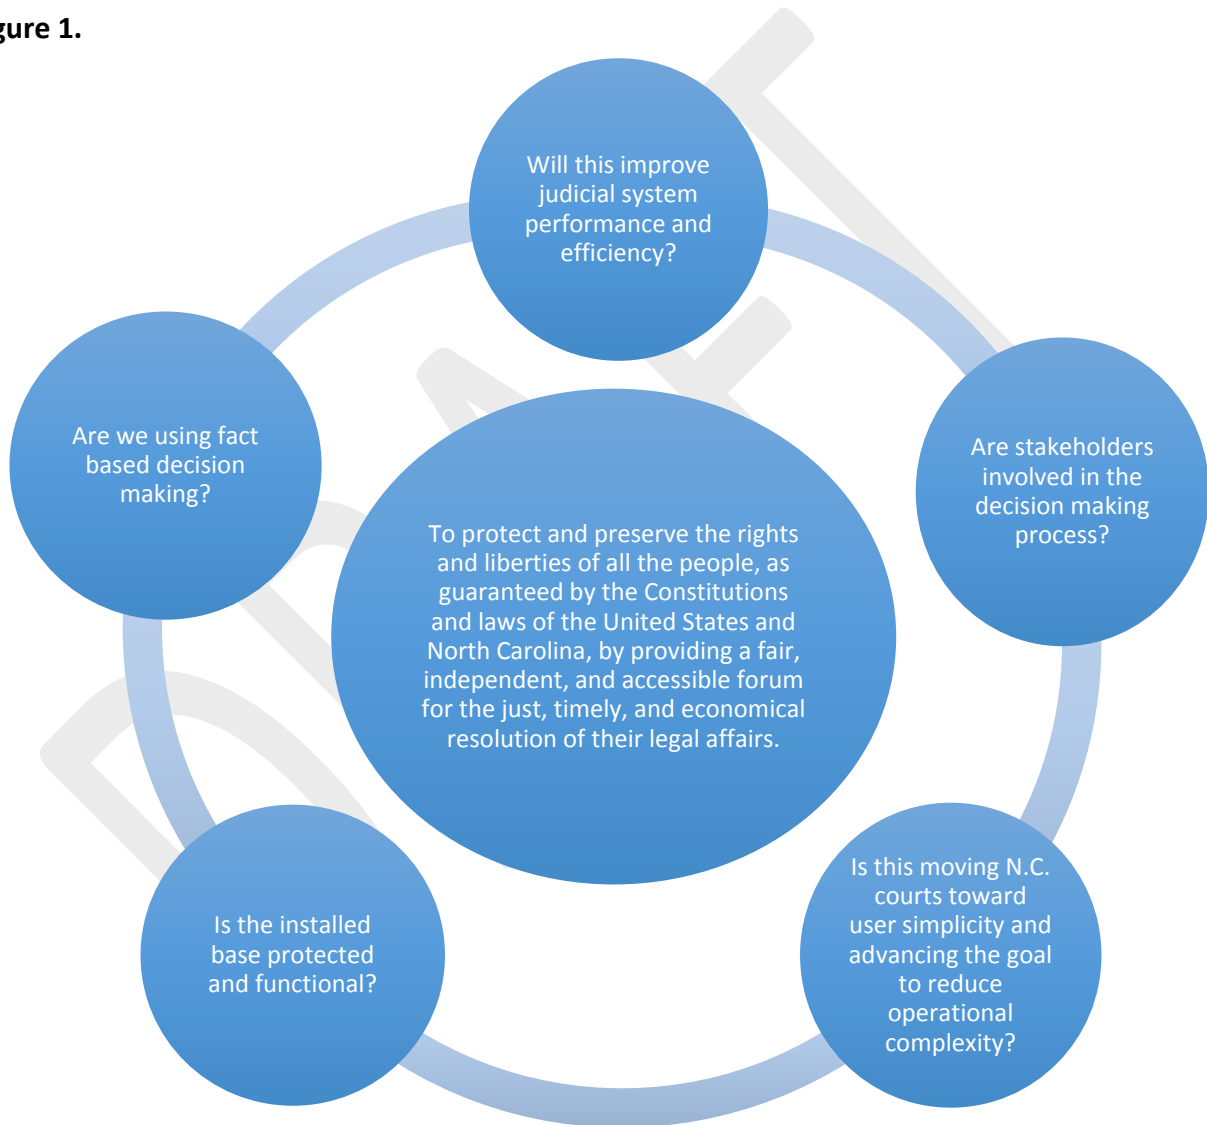 gure 1.
Will this improve
judicial system
performance and
efficiency?
Are stakeholders
involved in the
decision making
process?
Is this moving N.C.
courts toward
user simplicity and
advancing the goal
to reduce
operational
complexity?
Is the installed
base protected
and functional?
Are we using fact
based decision
making?
To protect and preserve the rights
and liberties of all the people, as
guaranteed by the Constitutions
and laws of the United States and
North Carolina, by providing a fair,
independent, and accessible forum
for the just, timely, and economical
resolution of their legal affairs.
DRAFT